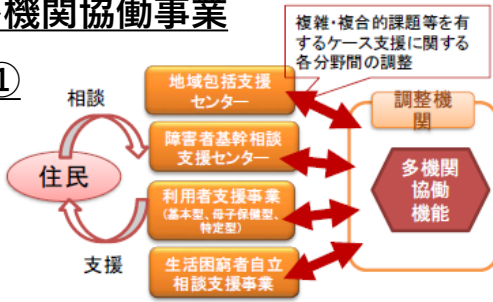 機関協働事業
①
複雑・複合的課題等を有
するケース支援に関する
各分野間の調整
相談
住民
支援
地域包括支援
センター
障害者基幹相談
支援センター
利用者支援事業
(基本型、母子保健型、
特定型)
生活困窮者自立
相談支援事業
調整機
関
多機関
協働
機能